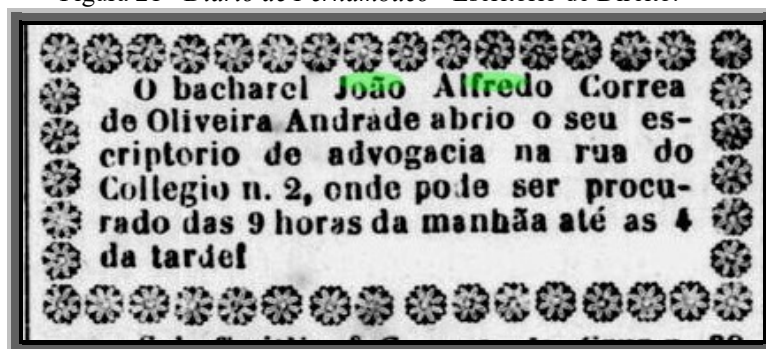 O bacharel João Alfredo Correa
de Oliveira Andrade abrio o seu es-
criptorio de advogacia na rua do
Collegio n. 2, onde pode ser procu-
rado das 9 horas da manhãa até as 4
da tarde!